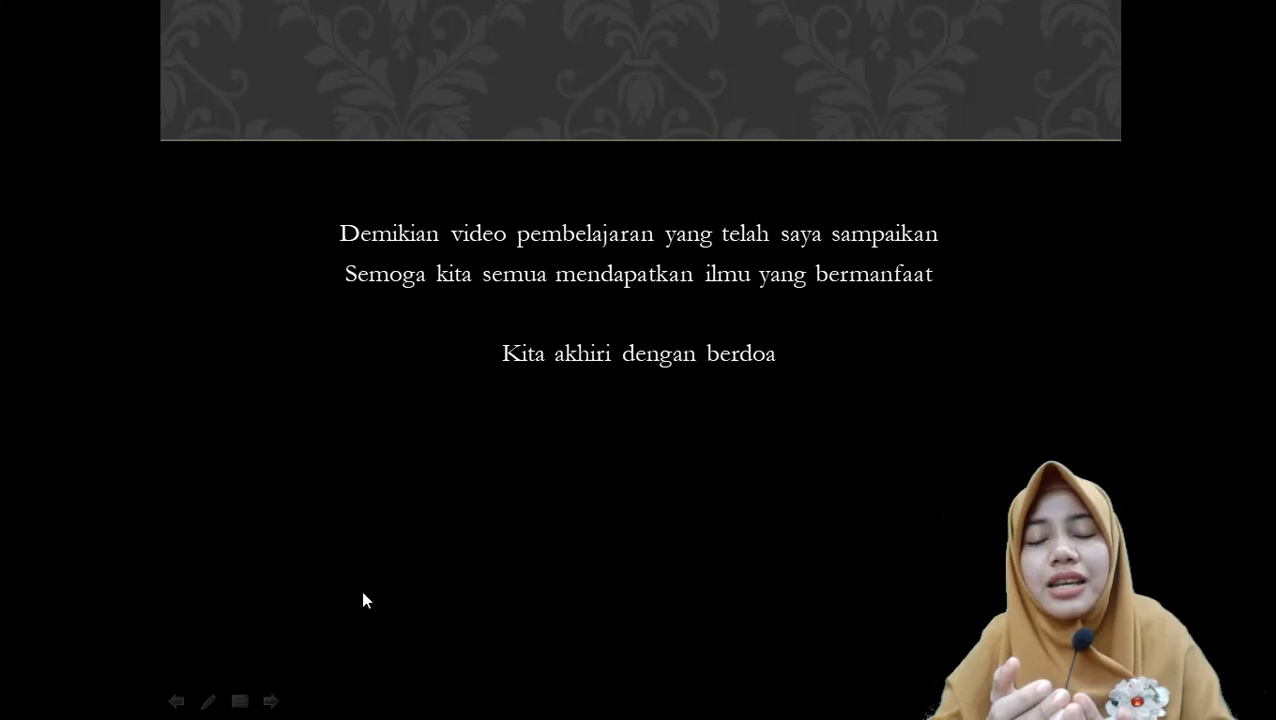 Demikian video pembelajaran yang telah saya sampaikan
Semoga kita semua mendapatkan ilmu yang bermanfaat
Kita akhiri dengan berdoa